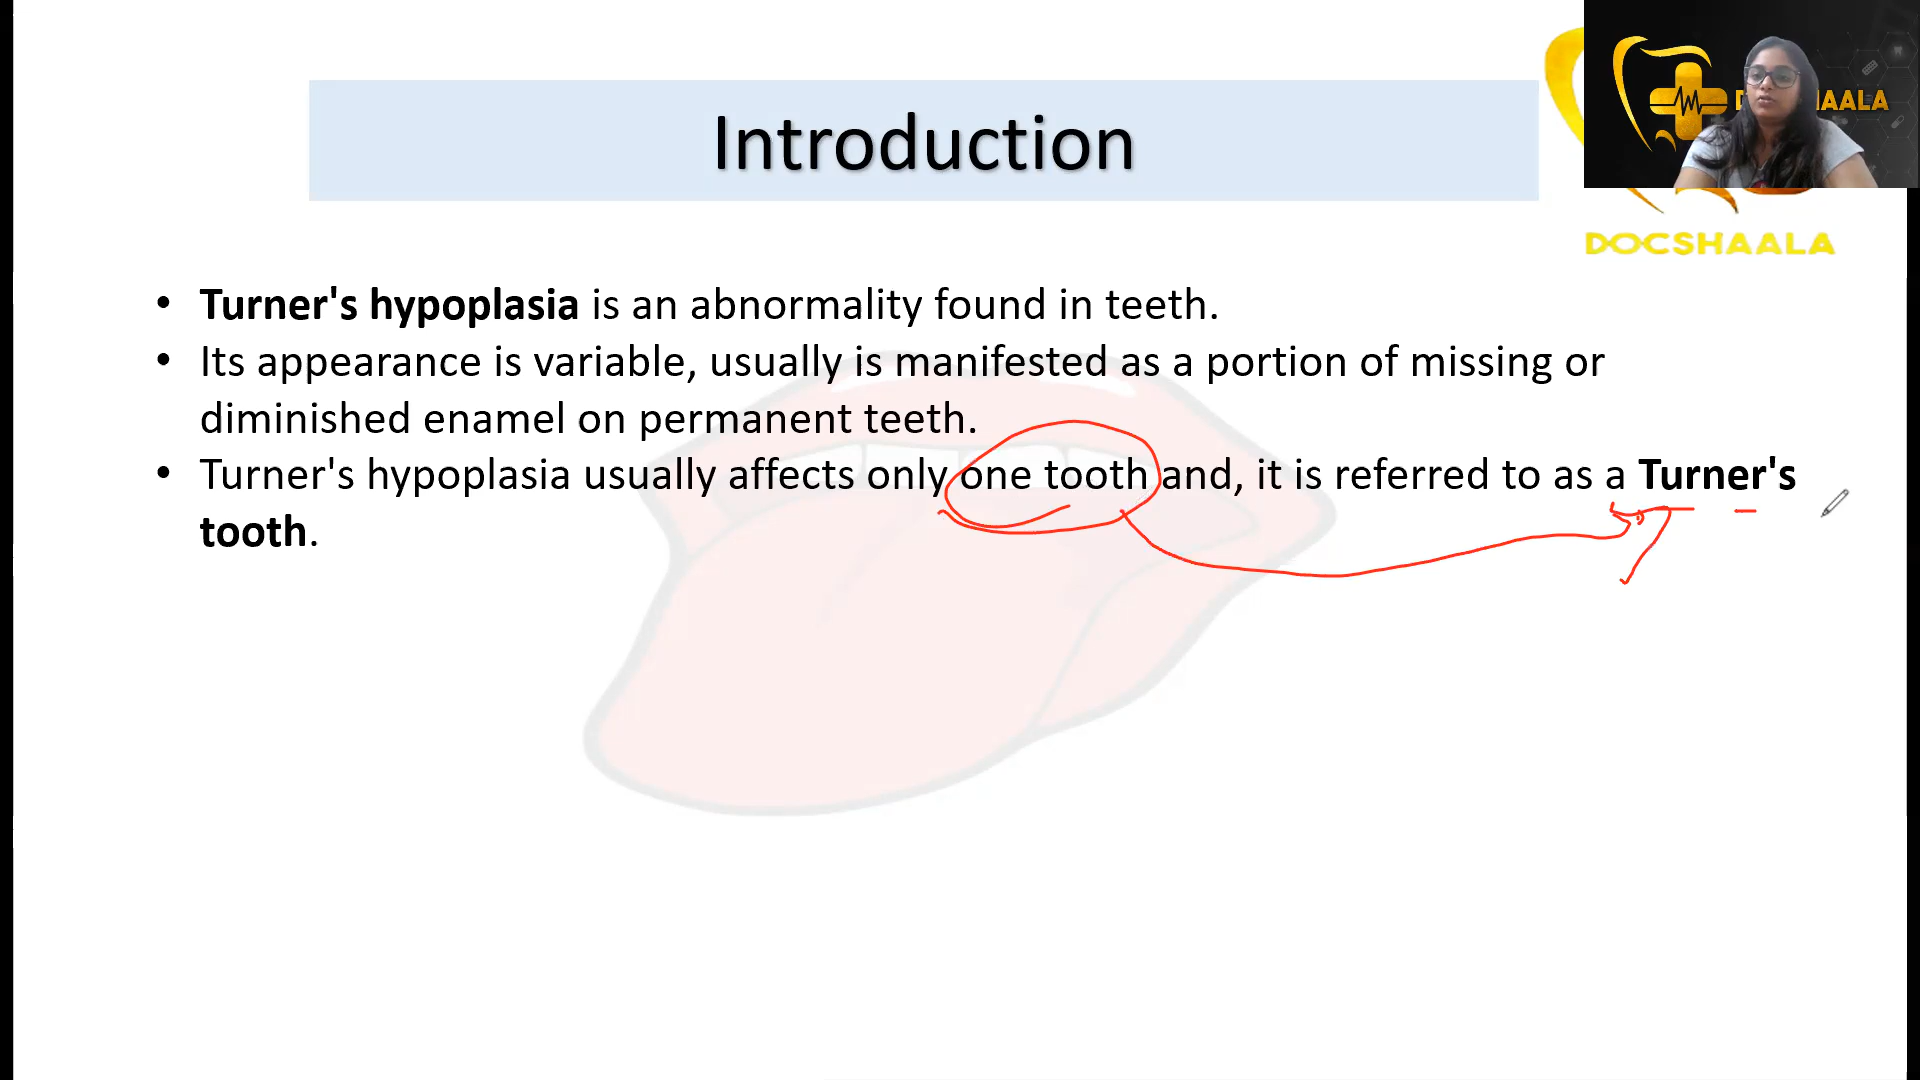 Introduction
DOCSHAALA
• Turner's hypoplasia is an abnormality found in teeth.
• Its appearance is variable, usually is manifested as a portion of missing or
diminished enamel on permanent teeth.
• Turner's hypoplasia usually affects only one tooth and, it is referred to as a Turner's
tooth.